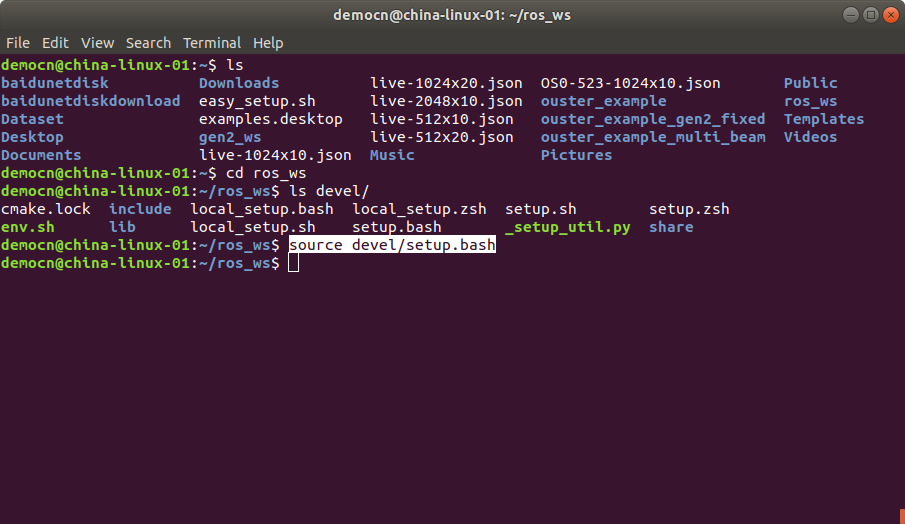 democn@china-linux-01: ~/ros_ws
File Edit View Search Terminal Help
democn@china-linux-01:~$ ls
baidunetdisk Downloads live-1024x20.json OS0-523-1024x10.json Public
baidunetdiskdownload easy_setup.sh live-2048x10.json ouster_example ros_ws
Dataset examples.desktop live-512x10.json ouster_example_gen2_fixed Templates
Desktop gen2_ws live-512x20.json ouster_example_multi_beam Videos
Documents live-1024x10.json Music Pictures
democn@china-linux-01:~$ cd ros_ws
democn@china-linux-01:~/ros_ws$ ls devel/
cmake.lock include local_setup.bash local_setup.zsh setup.sh setup.zsh
env.sh lib local_setup.sh setup.bash _setup_util.py share
democn@china-linux-01:~/ros_ws$ source devel/setup.bash
democn@china-linux-01:~/ros_ws$